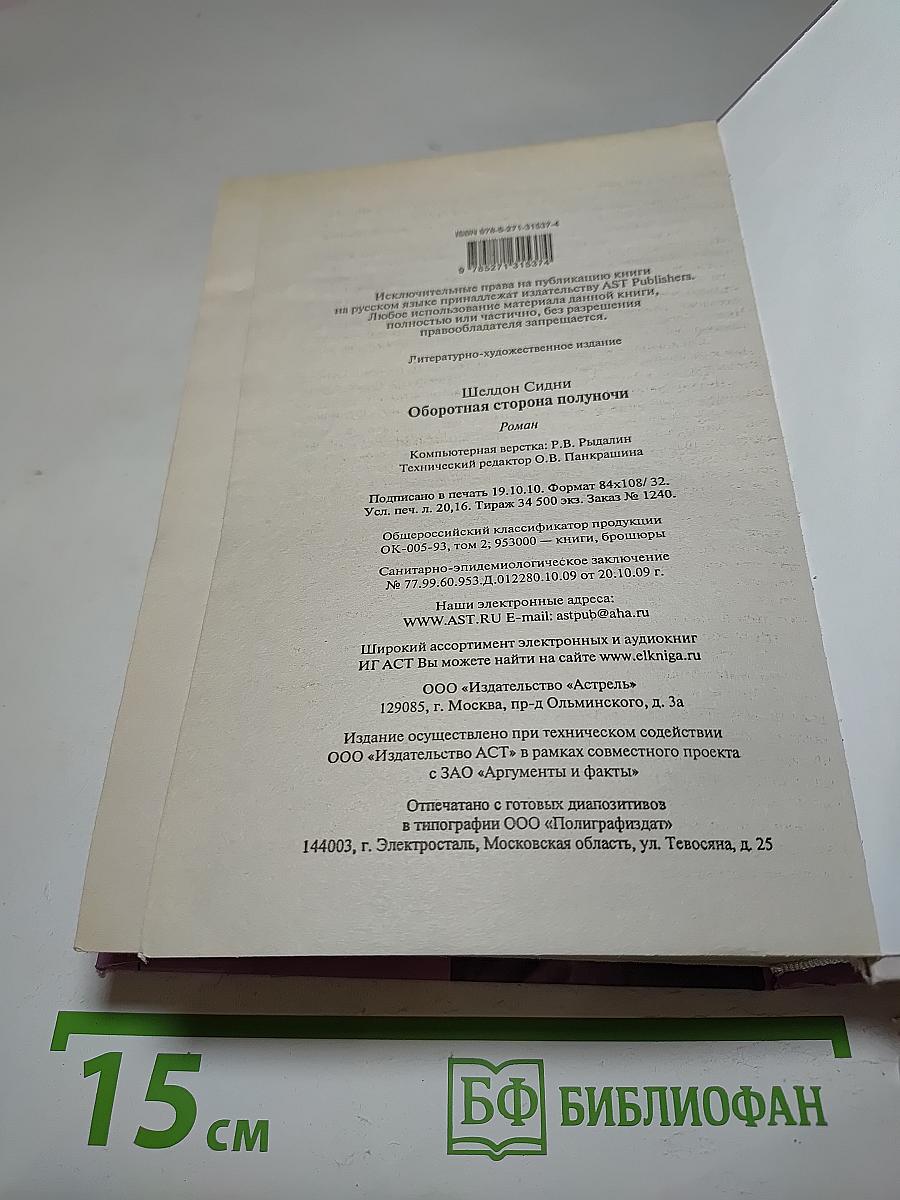 ISBN 978-5-271-31537-4
9 785271 315374
Исключительные права на публикацию книги
на русском языке принадлежат издательству AST Publishers.
Любое использование материала данной книги,
полностью или частично, без разрешения
правообладателя запрещается.
Литературно-художественное издание
Шелдон Сидни
Оборотная сторона полуночи
Роман
Компьютерная верстка: Р.В. Рыдалин
Технический редактор О.В. Панкрашина
Подписано в печать 19.10.10. Формат 84x108/ 32.
Усл. печ. л. 20,16. Тираж 34 500 экз. Заказ № 1240.
Общероссийский классификатор продукции
ОК-005-93, том 2; 953000 — книги, брошюры
Санитарно-эпидемиологическое заключение
№ 77.99.60.953.Д.012280.10.09 от 20.10.09 г.
Наши электронные адреса:
WWW.AST.RU E-mail: astpub@aha.ru
Широкий ассортимент электронных и аудиокниг
ИГ АСТ Вы можете найти на сайте www.elkniga.ru
ООО «Издательство «Астрель»
129085, г. Москва, пр-д Ольминского, д. 3а
Издание осуществлено при техническом содействии
ООО «Издательство АСТ» в рамках совместного проекта
с ЗАО «Аргументы и факты»
Отпечатано с готовых диапозитивов
в типографии ООО «Полиграфиздат»
144003, г. Электросталь, Московская область, ул. Тевосяна, д. 25
15 см
БФ БИБЛИОФАН